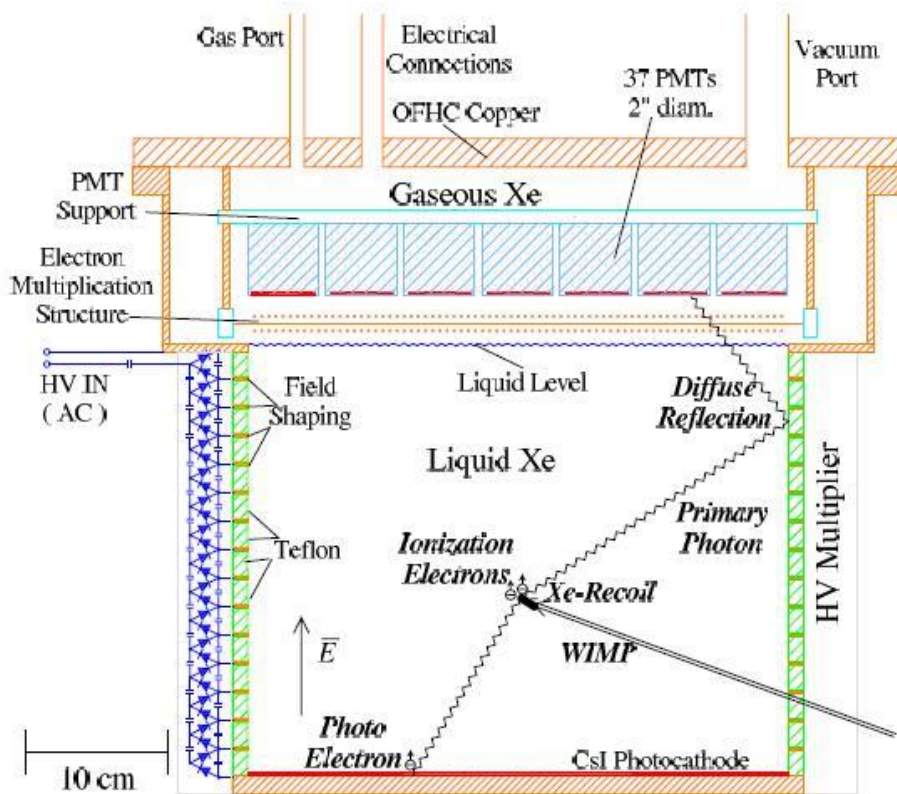 Gas Port
Electrical
Connections
Vacuum
Port
37 PMTs
2" diam.
OFHC Copper
PMT
Support
Gaseous Xe
Electron
Multiplication
Structure
HV IN
( AC )
Field
Shaping
Liquid Level
Diffuse
Reflection
Liquid Xe
Primary
Photon
HV Multiplier
Teflon
Ionization
Electrons
Xe-Recoil
WIMP
E
Photo
Electron
CsI Photocathode
10 cm